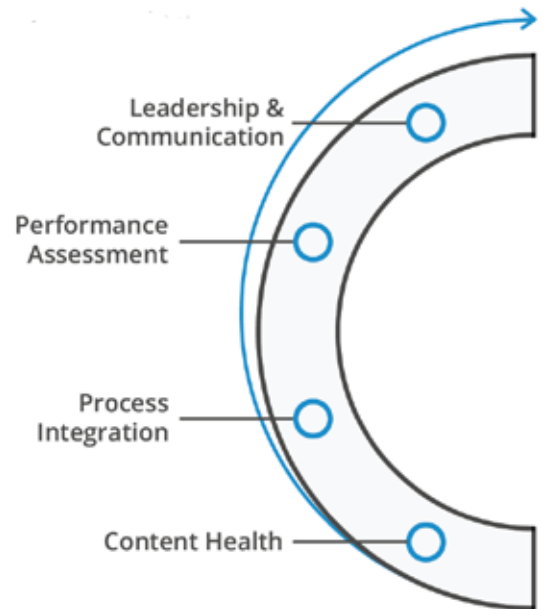 Leadership &
Communication
Performance
Assessment
Process
Integration
Content Health